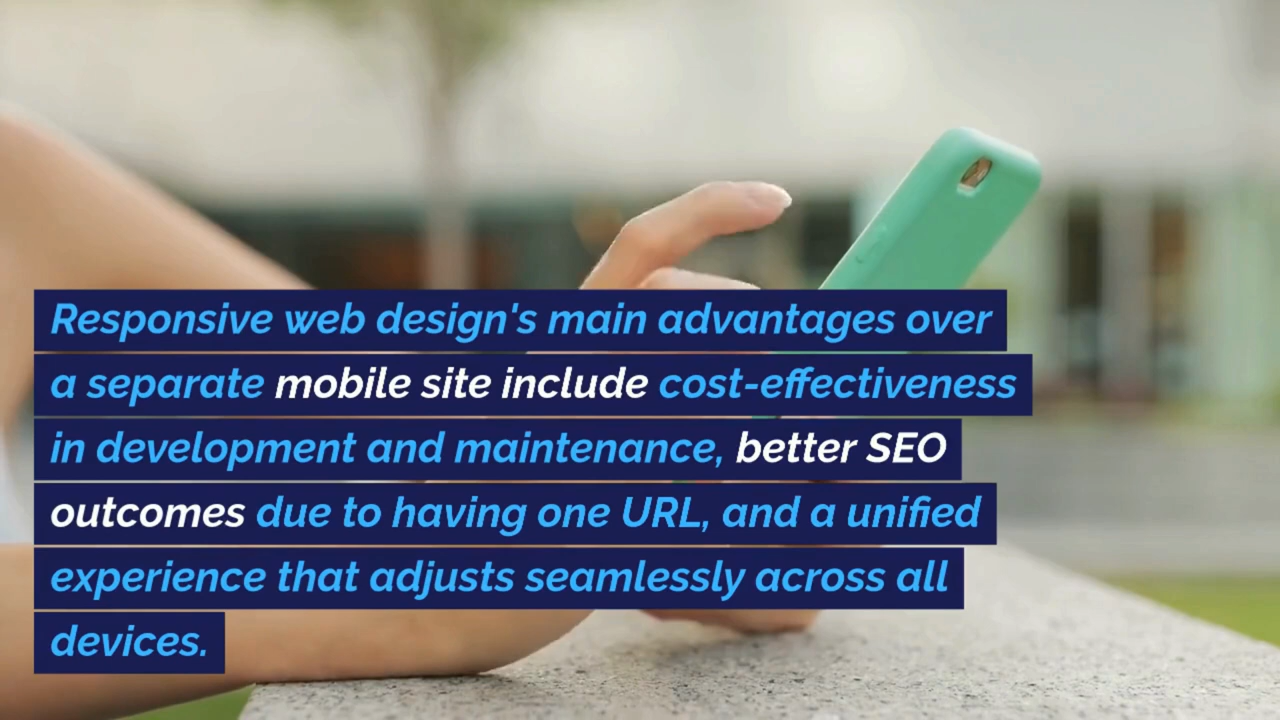 Responsive web design's main advantages over
a separate mobile site include cost-effectiveness
in development and maintenance, better SEO
outcomes due to having one URL, and a unified
experience that adjusts seamlessly across all
devices.